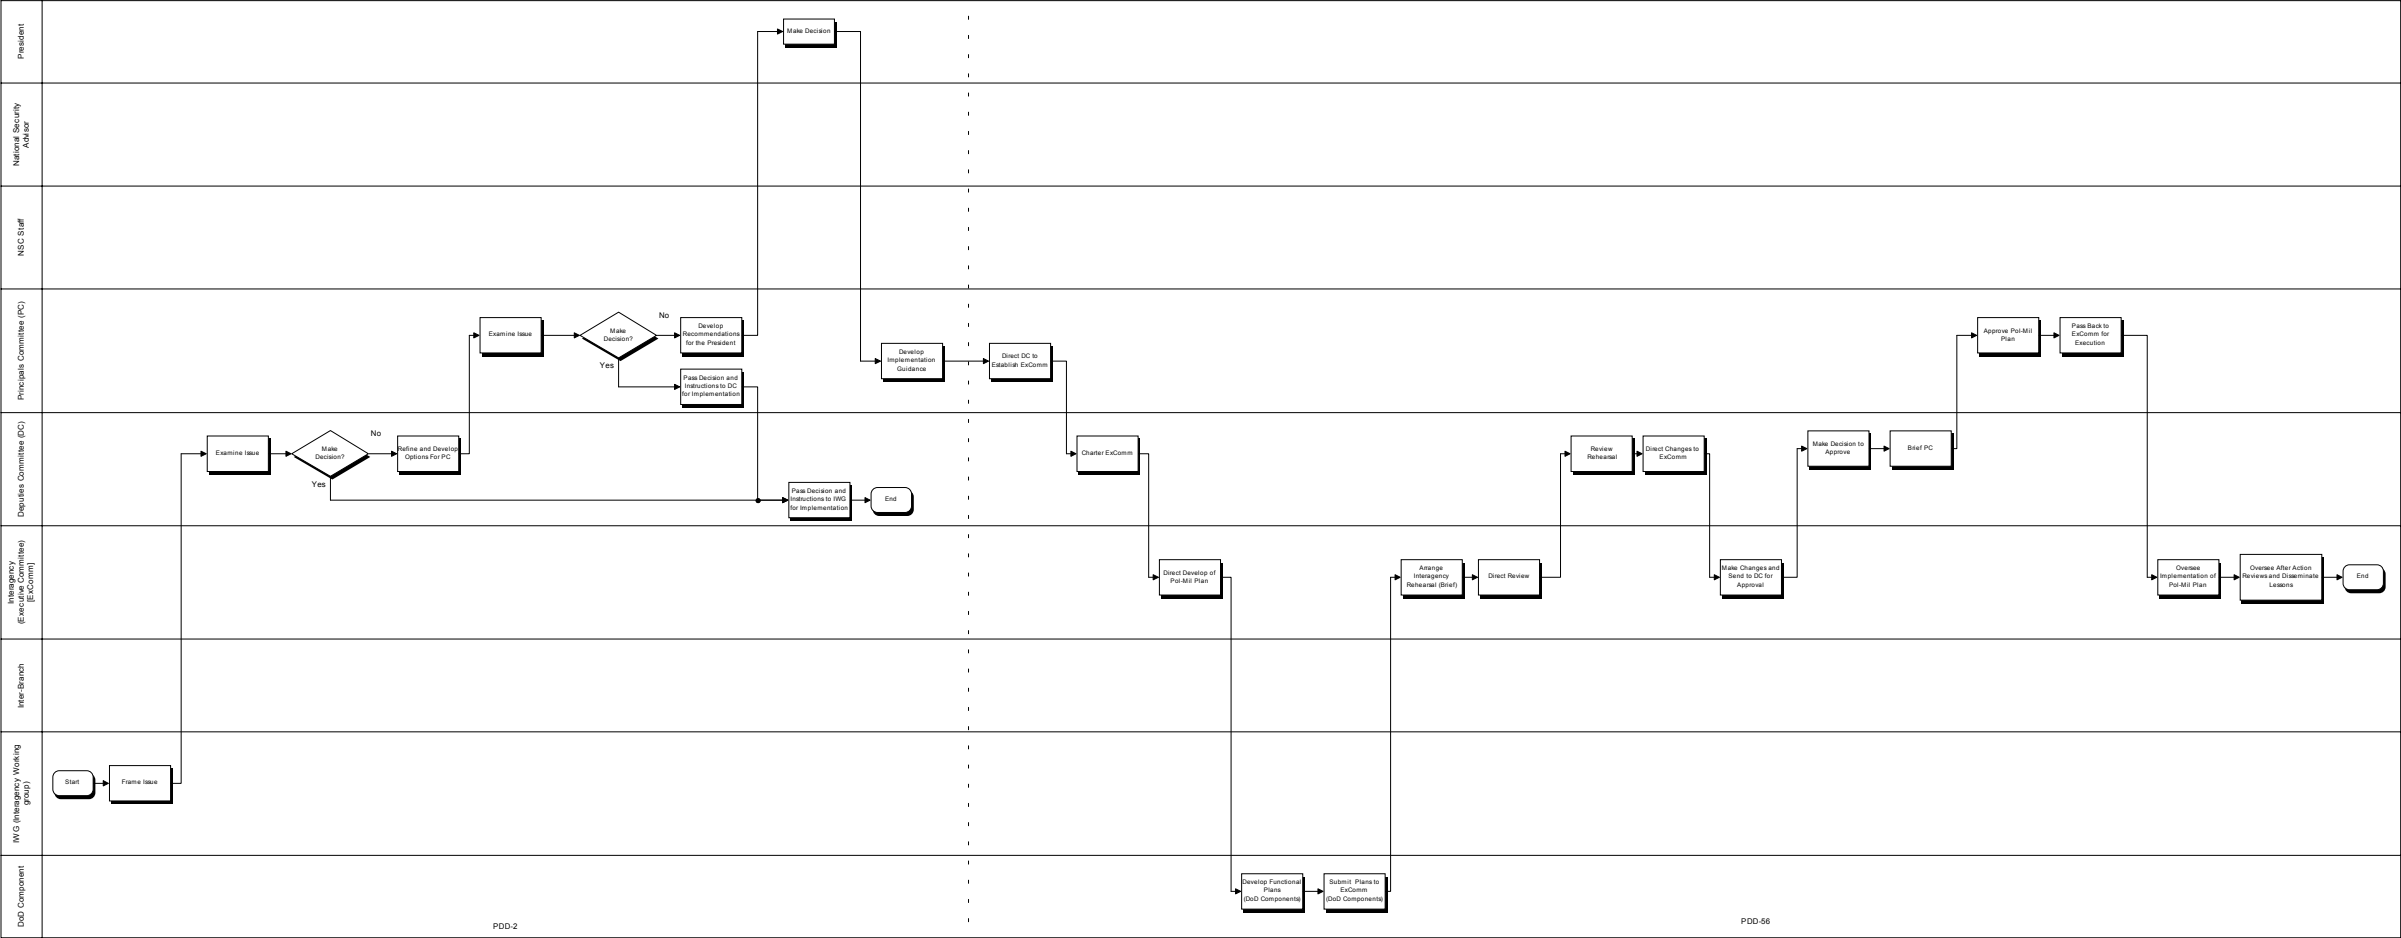 President
Make Decision
National Security
Advisor
NSC Staff
Principals Committee (PC)
Examine Issue
Make
Decision?
No
Yes
Develop
Recommendations
for the President
Pass Decision and
Instructions to DC
for Implementation
Develop
Implementation
Guidance
Direct DC to
Establish ExComm
Approve Pol-Mil
Plan
Pass Back to
ExComm for
Execution
Deputies Committee (DC)
Examine Issue
Make
Decision?
No
Yes
Refine and Develop
Options For PC
Pass Decision and
Instructions to IWG
for Implementation
End
Charter ExComm
Review
Rehearsal
Direct Changes to
ExComm
Make Decision to
Approve
Brief PC
Interagency
(Executive Committee)
[ExComm]
Direct Develop of
Pol-Mil Plan
Arrange
Interagency
Rehearsal (Brief)
Direct Review
Make Changes and
Send to DC for
Approval
Oversee
Implementation of
Pol-Mil Plan
Oversee After Action
Reviews and Disseminate
Lessons
End
Inter-Branch
IWG (Interagency Working
group)
Start
Frame Issue
DoD Component
Develop Functional
Plans
(DoD Components)
Submit Plans to
ExComm
(DoD Components)
PDD-2
PDD-56